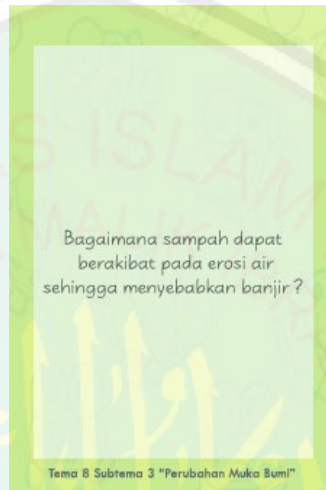 Bagaimana sampah dapat
berakibat pada erosi air
sehingga menyebabkan banjir ?
Tema 8 Subtema 3 "Perubahan Muka Bumi"